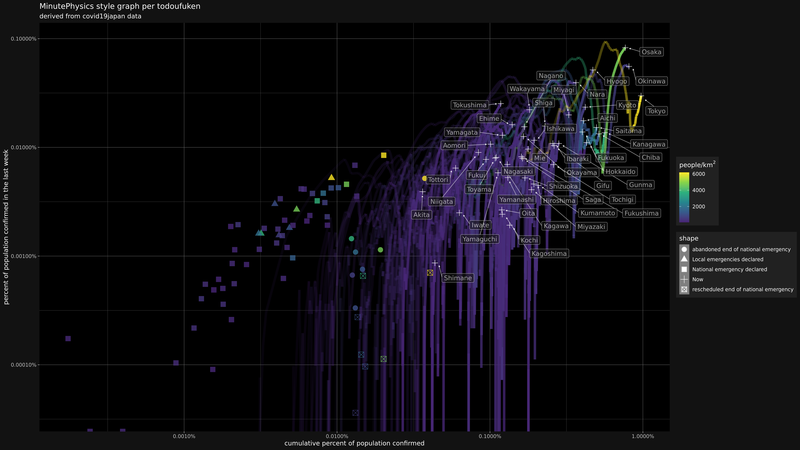 MinutePhysics style graph per todoufuken
derived from covid19japan data
percent of population confirmed in the last week
0.10000%
0.01000%
0.00100%
0.00010%
Osaka
Nagano
Hyogo
Okinawa
Wakayama
Miyagi
Nara
Tokushima
Shiga
Kyoto
Tokyo
Ehime
Aichi
Yamagata
Ishikawa
Saitama
Aomori
Kanagawa
Mie
Ibaraki
Fukuoka
Chiba
Tottori
Fukui
Nagasaki
Okayama
Hokkaido
Toyama
Shizuoka
Gifu
Gunma
Niigata
Yamanashi
Hiroshima
Saga
Tochigi
Akita
Oita
Kumamoto
Fukushima
Iwate
Kagawa
Miyazaki
Yamaguchi
Kochi
Kagoshima
Shimane
0.0010%
0.0100%
0.1000%
1.0000%
cumulative percent of population confirmed
people/km²
6000
4000
2000
shape
abandoned end of national emergency
Local emergencies declared
National emergency declared
Now
rescheduled end of national emergency